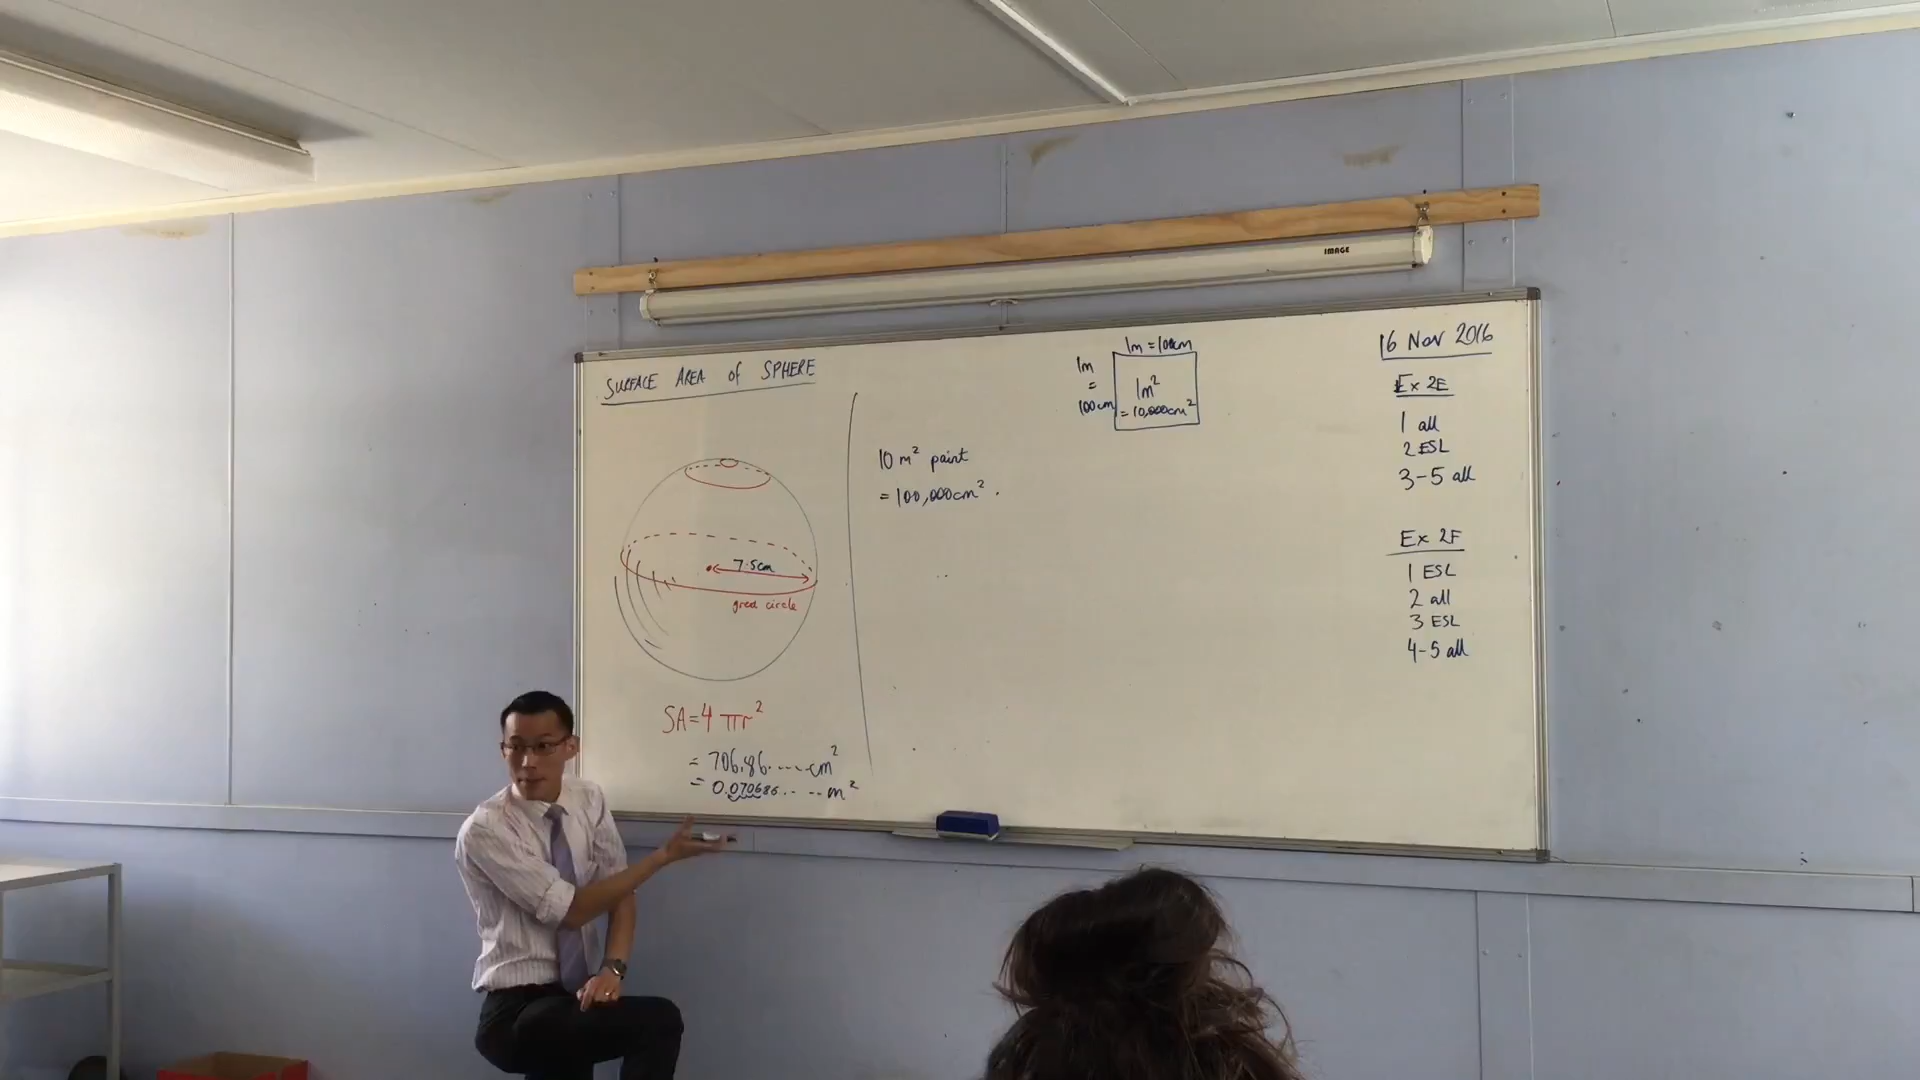 IMAGE
SURFACE AREA of SPHERE
7.5cm
great circle
SA=4πr²
= 706.86.....cm²
= 0.070686.....m²
10 m² paint
= 100,000cm².
1m = 100cm
1m
=
100cm
1m²
= 10,000cm²
16 Nov 2016
Ex 2E
1 all
2 ESL
3-5 all
Ex 2F
1 ESL
2 all
3 ESL
4-5 all